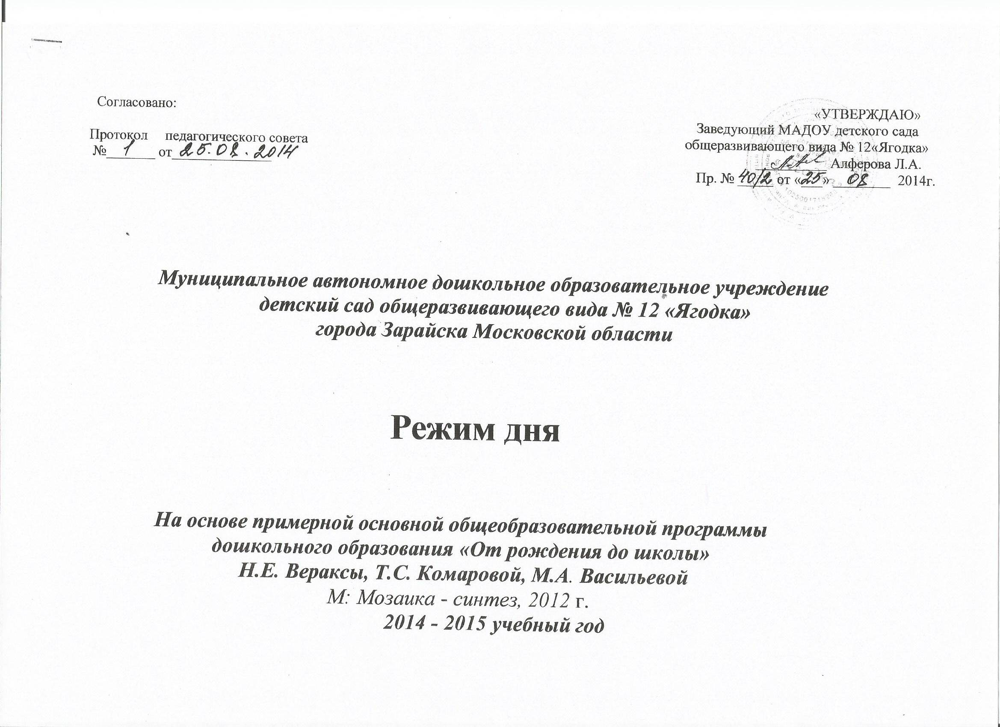 Согласовано:
Протокол педагогического совета
№ 1 от 25.08.2014
«УТВЕРЖДАЮ»
Заведующий МАДОУ детского сада
общеразвивающего вида № 12«Ягодка»
Алферова Л.А.
Пр. № 40/2 от «25» 08 2014г.
Муниципальное автономное дошкольное образовательное учреждение
детский сад общеразвивающего вида № 12 «Ягодка»
города Зарайска Московской области
Режим дня
На основе примерной основной общеобразовательной программы
дошкольного образования «От рождения до школы»
Н.Е. Вераксы, Т.С. Комаровой, М.А. Васильевой
М: Мозаика - синтез, 2012 г.
2014 - 2015 учебный год